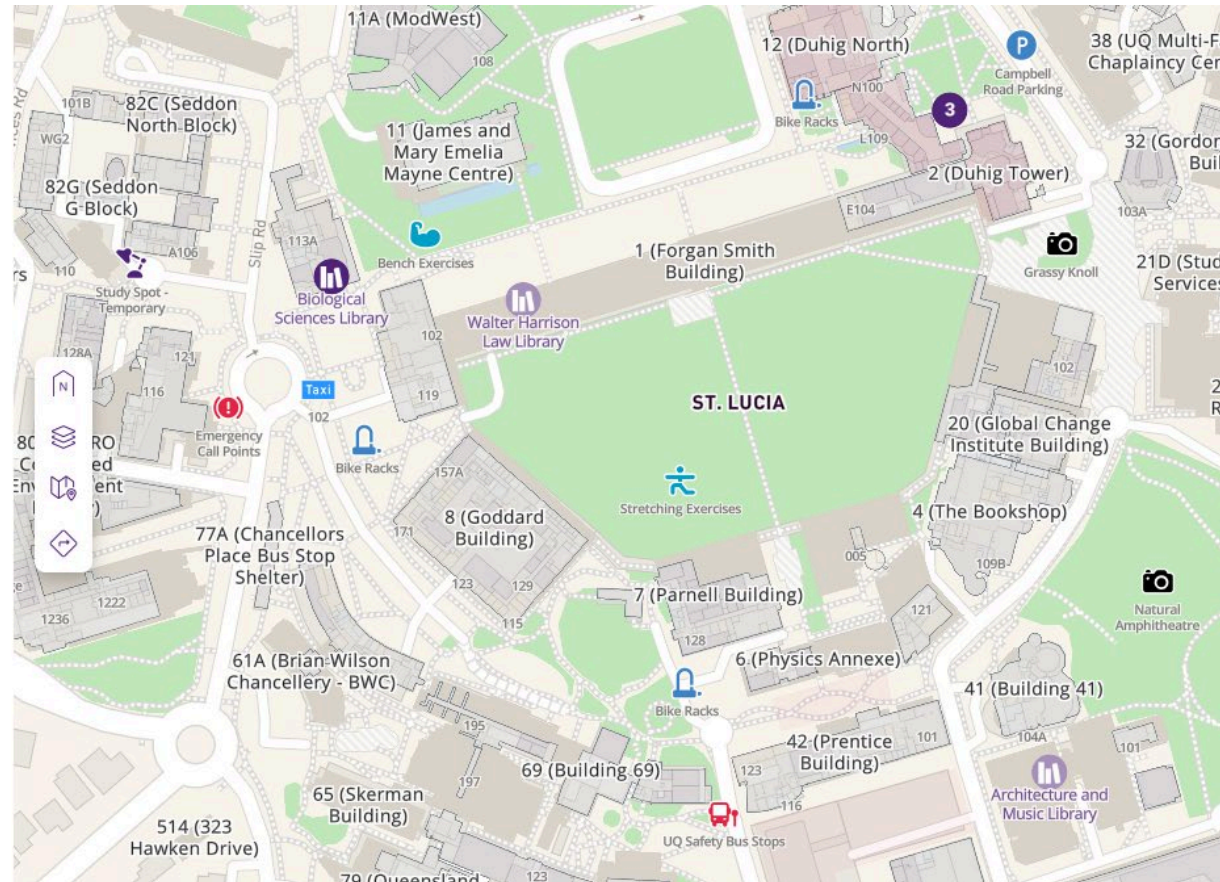 11A (ModWest)
108
12 (Duhig North)
N100
Bike Racks
L109
P
Campbell
Road Parking
38 (UQ Multi-F
Chaplaincy Cen
3
101B
82C (Seddon
North Block)
WG2
11 (James and
Mary Emelia
Mayne Centre)
32 (Gordon
Buil
2 (Duhig Tower)
103A
82G (Seddon
G Block)
A106
110
Slip Rd
113A
E104
Bench Exercises
1 (Forgan Smith
Building)
Grassy Knoll
21D (Stud
Services
rs
Study Spot -
Temporary
Biological
Sciences Library
Walter Harrison
Law Library
102
128A
121
116
N
119
Taxi
102
102
ST. LUCIA
Emergency
Call Points
Bike Racks
20 (Global Change
Institute Building)
157A
171
8 (Goddard
Building)
Stretching Exercises
4 (The Bookshop)
77A (Chancellors
Place Bus Stop
Shelter)
005
109B
123
129
115
7 (Parnell Building)
128
121
Natural
Amphitheatre
1222
1236
61A (Brian Wilson
Chancellery - BWC)
6 (Physics Annexe)
Bike Racks
41 (Building 41)
104A
101
195
197
69 (Building 69)
42 (Prentice
Building)
101
123
116
65 (Skerman
Building)
Architecture and
Music Library
UQ Safety Bus Stops
514 (323
Hawken Drive)
79 (Queensland
123